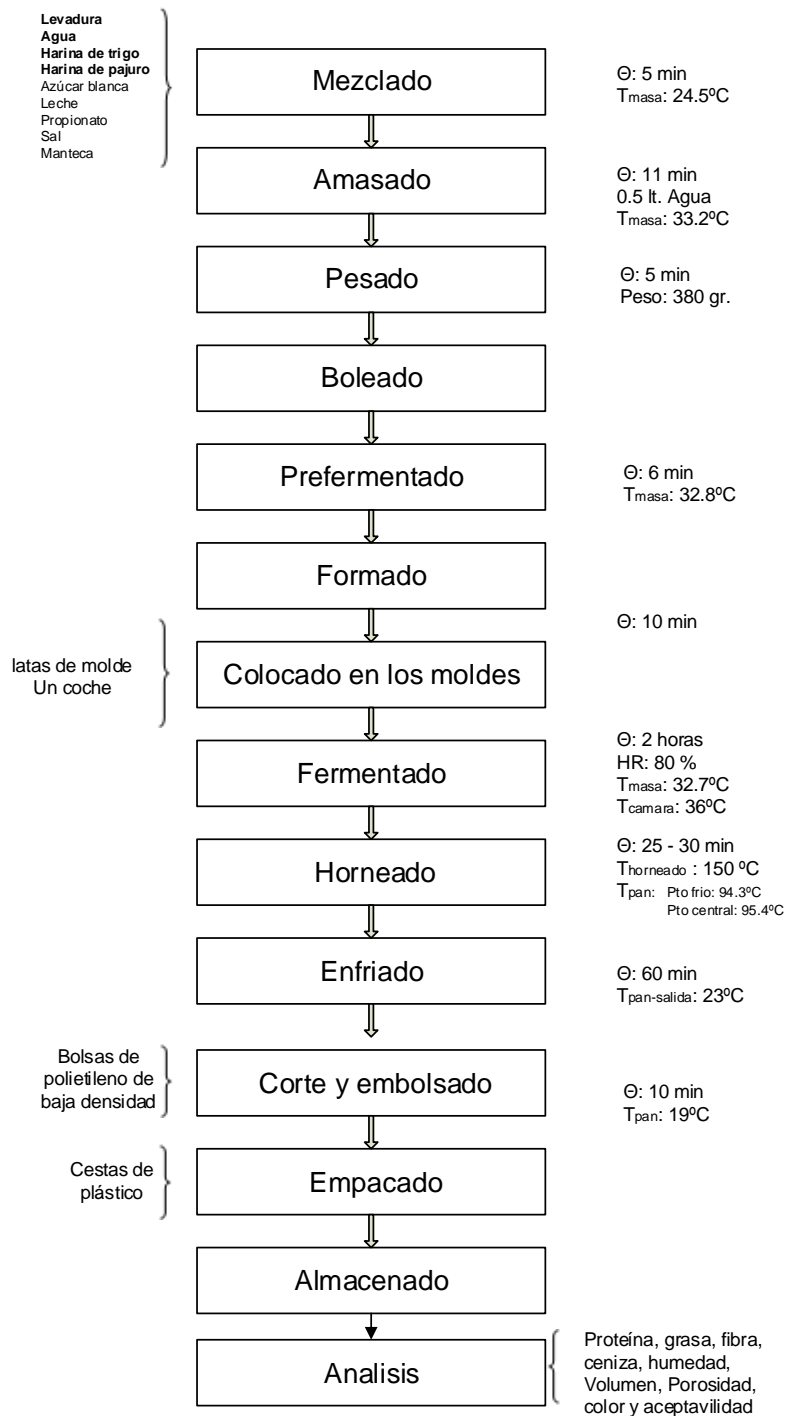 Levadura
Agua
Harina de trigo
Harina de pajuro
Azúcar blanca
Leche
Propionato
Sal
Manteca
Mezclado
Θ: 5 min
Tmasa: 24.5ºC
Amasado
Θ: 11 min
0.5 lt. Agua
Tmasa: 33.2ºC
Pesado
Θ: 5 min
Peso: 380 gr.
Boleado
Prefermentado
Θ: 6 min
Tmasa: 32.8ºC
Formado
Θ: 10 min
latas de molde
Un coche
Colocado en los moldes
Fermentado
Θ: 2 horas
HR: 80 %
Tmasa: 32.7ºC
Tcamara: 36ºC
Horneado
Θ: 25 - 30 min
Thorneado : 150 ºC
Tpan: Pto frio: 94.3ºC
Pto central: 95.4ºC
Enfriado
Θ: 60 min
Tpan-salida: 23ºC
Bolsas de
polietileno de
baja densidad
Corte y embolsado
Θ: 10 min
Tpan: 19ºC
Cestas de
plástico
Empacado
Almacenado
Analisis
Proteína, grasa, fibra,
ceniza, humedad,
Volumen, Porosidad,
color y aceptavilidad